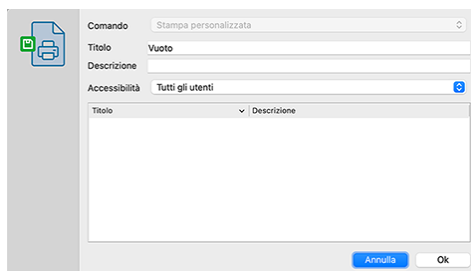 Comando Stampa personalizzata
Titolo Vuoto
Descrizione
Accessibilità Tutti gli utenti
Titolo Descrizione
Annulla Ok